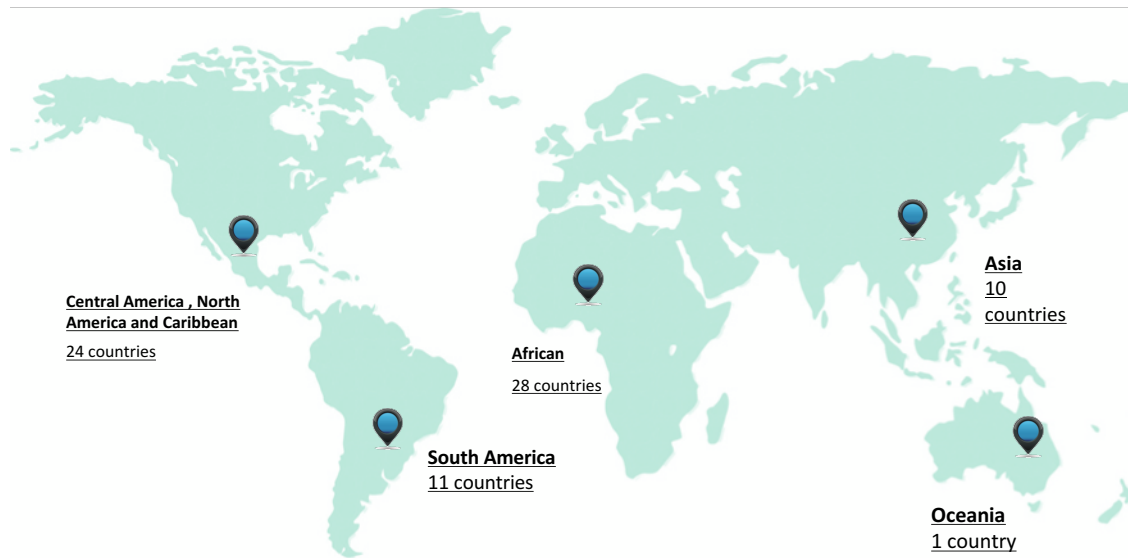 Central America , North
America and Caribbean
24 countries
African
28 countries
Asia
10
countries
South America
11 countries
Oceania
1 country